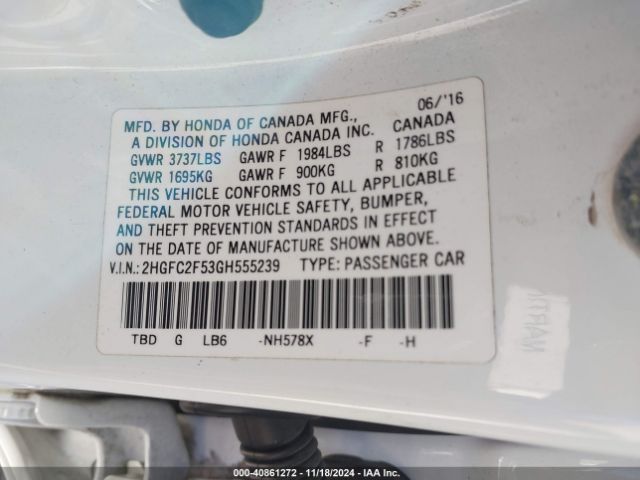 06/'16
MFD. BY HONDA OF CANADA MFG., CANADA
A DIVISION OF HONDA CANADA INC.
GVWR 3737LBS GAWR F 1984LBS R 1786LBS
GVWR 1695KG GAWR F 900KG R 810KG
THIS VEHICLE CONFORMS TO ALL APPLICABLE
FEDERAL MOTOR VEHICLE SAFETY, BUMPER,
AND THEFT PREVENTION STANDARDS IN EFFECT
ON THE DATE OF MANUFACTURE SHOWN ABOVE.
V.I.N.: 2HGFC2F53GH555239 TYPE: PASSENGER CAR
TBD G LB6 -NH578X -F -H
000-40861272 - 11/18/2024 - IAA Inc.